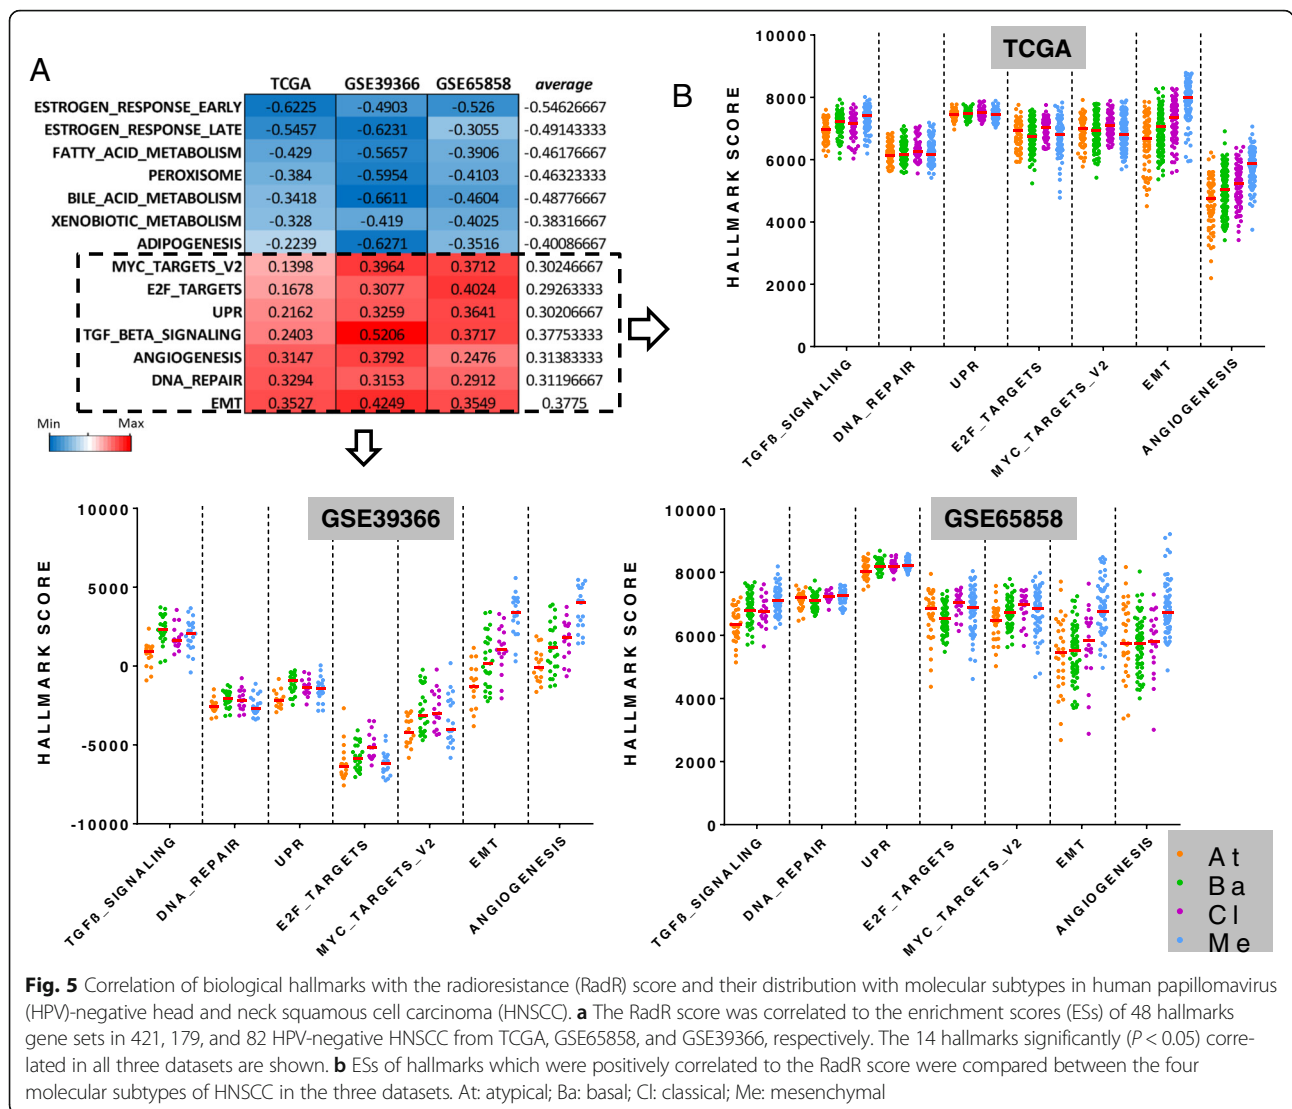 A
TCGA GSE39366 GSE65858 average
ESTROGEN_RESPONSE_EARLY -0.6225 -0.4903 -0.526 -0.54626667
ESTROGEN_RESPONSE_LATE -0.5457 -0.6231 -0.3055 -0.49143333
FATTY_ACID_METABOLISM -0.429 -0.5657 -0.3906 -0.46176667
PEROXISOME -0.384 -0.5954 -0.4103 -0.46323333
BILE_ACID_METABOLISM -0.3418 -0.6611 -0.4604 -0.48776667
XENOBIOTIC_METABOLISM -0.328 -0.419 -0.4025 -0.38316667
ADIPOGENESIS -0.2239 -0.6271 -0.3516 -0.40086667
MYC_TARGETS_V2 0.1398 0.3964 0.3712 0.30246667
E2F_TARGETS 0.1678 0.3077 0.4024 0.29263333
UPR 0.2162 0.3259 0.3641 0.30206667
TGF_BETA_SIGNALING 0.2403 0.5206 0.3717 0.37753333
ANGIOGENESIS 0.3147 0.3792 0.2476 0.31383333
DNA_REPAIR 0.3294 0.3153 0.2912 0.31196667
EMT 0.3527 0.4249 0.3549 0.3775
Min Max
B
TCGA
HALLMARK SCORE
10000
8000
6000
4000
2000
0
TGFß_SIGNALING
DNA_REPAIR
UPR
E2F_TARGETS
MYC_TARGETS_V2
EMT
ANGIOGENESIS
GSE39366
HALLMARK SCORE
10000
5000
0
-5000
-10000
TGFß_SIGNALING
DNA_REPAIR
UPR
E2F_TARGETS
MYC_TARGETS_V2
EMT
ANGIOGENESIS
GSE65858
HALLMARK SCORE
10000
8000
6000
4000
2000
0
TGFß_SIGNALING
DNA_REPAIR
UPR
E2F_TARGETS
MYC_TARGETS_V2
EMT
ANGIOGENESIS
At
Ba
Cl
Me
Fig. 5 Correlation of biological hallmarks with the radioresistance (RadR) score and their distribution with molecular subtypes in human papillomavirus
(HPV)-negative head and neck squamous cell carcinoma (HNSCC). a The RadR score was correlated to the enrichment scores (ESs) of 48 hallmarks
gene sets in 421, 179, and 82 HPV-negative HNSCC from TCGA, GSE65858, and GSE39366, respectively. The 14 hallmarks significantly (P < 0.05) corre-
lated in all three datasets are shown. b ESs of hallmarks which were positively correlated to the RadR score were compared between the four
molecular subtypes of HNSCC in the three datasets. At: atypical; Ba: basal; Cl: classical; Me: mesenchymal